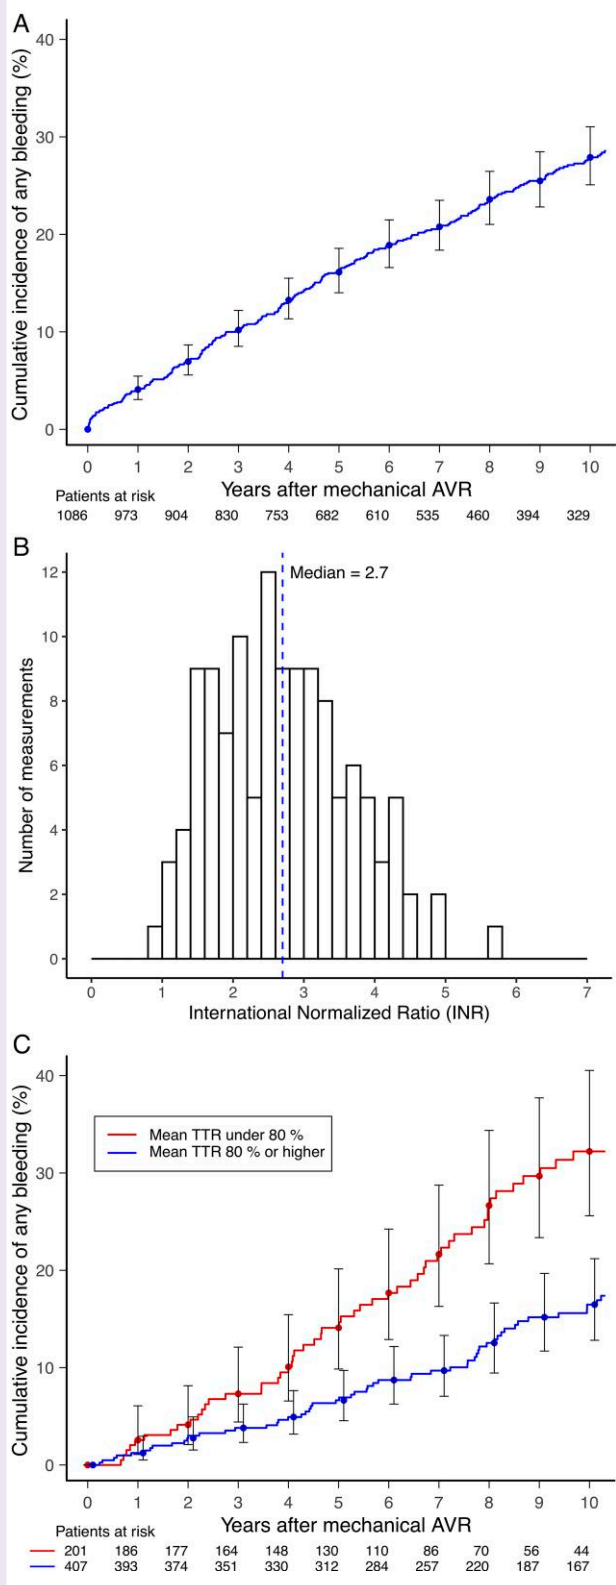 A
Cumulative incidence of any bleeding (%)
40
30
20
10
0
0 1 2 3 4 5 6 7 8 9 10
Years after mechanical AVR
Patients at risk
1086 973 904 830 753 682 610 535 460 394 329
B
Number of measurements
12
10
8
6
4
2
0
Median = 2.7
0 1 2 3 4 5 6 7
International Normalized Ratio (INR)
C
Cumulative incidence of any bleeding (%)
40
30
20
10
0
Mean TTR under 80 %
Mean TTR 80 % or higher
0 1 2 3 4 5 6 7 8 9 10
Years after mechanical AVR
Patients at risk
201 186 177 164 148 130 110 86 70 56 44
407 393 374 351 330 312 284 257 220 187 167